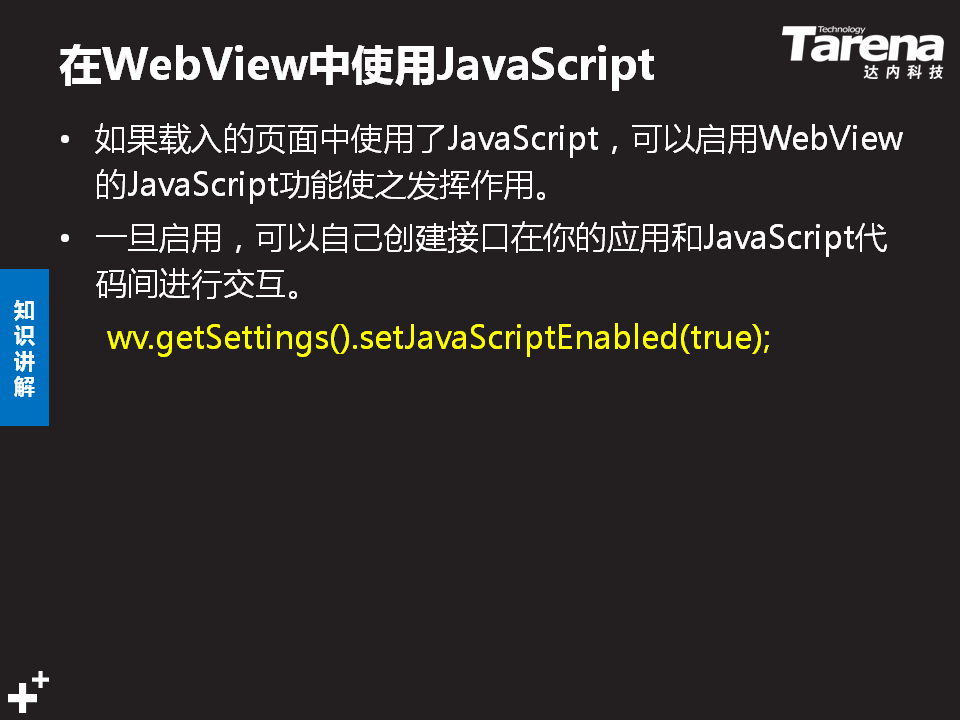 在WebView中使用JavaScript
Technology
Tarena
达内科技
• 如果载入的页面中使用了JavaScript，可以启用WebView
的JavaScript功能使之发挥作用。
• 一旦启用，可以自己创建接口在你的应用和JavaScript代
码间进行交互。
wv.getSettings().setJavaScriptEnabled(true);
知
识
讲
解